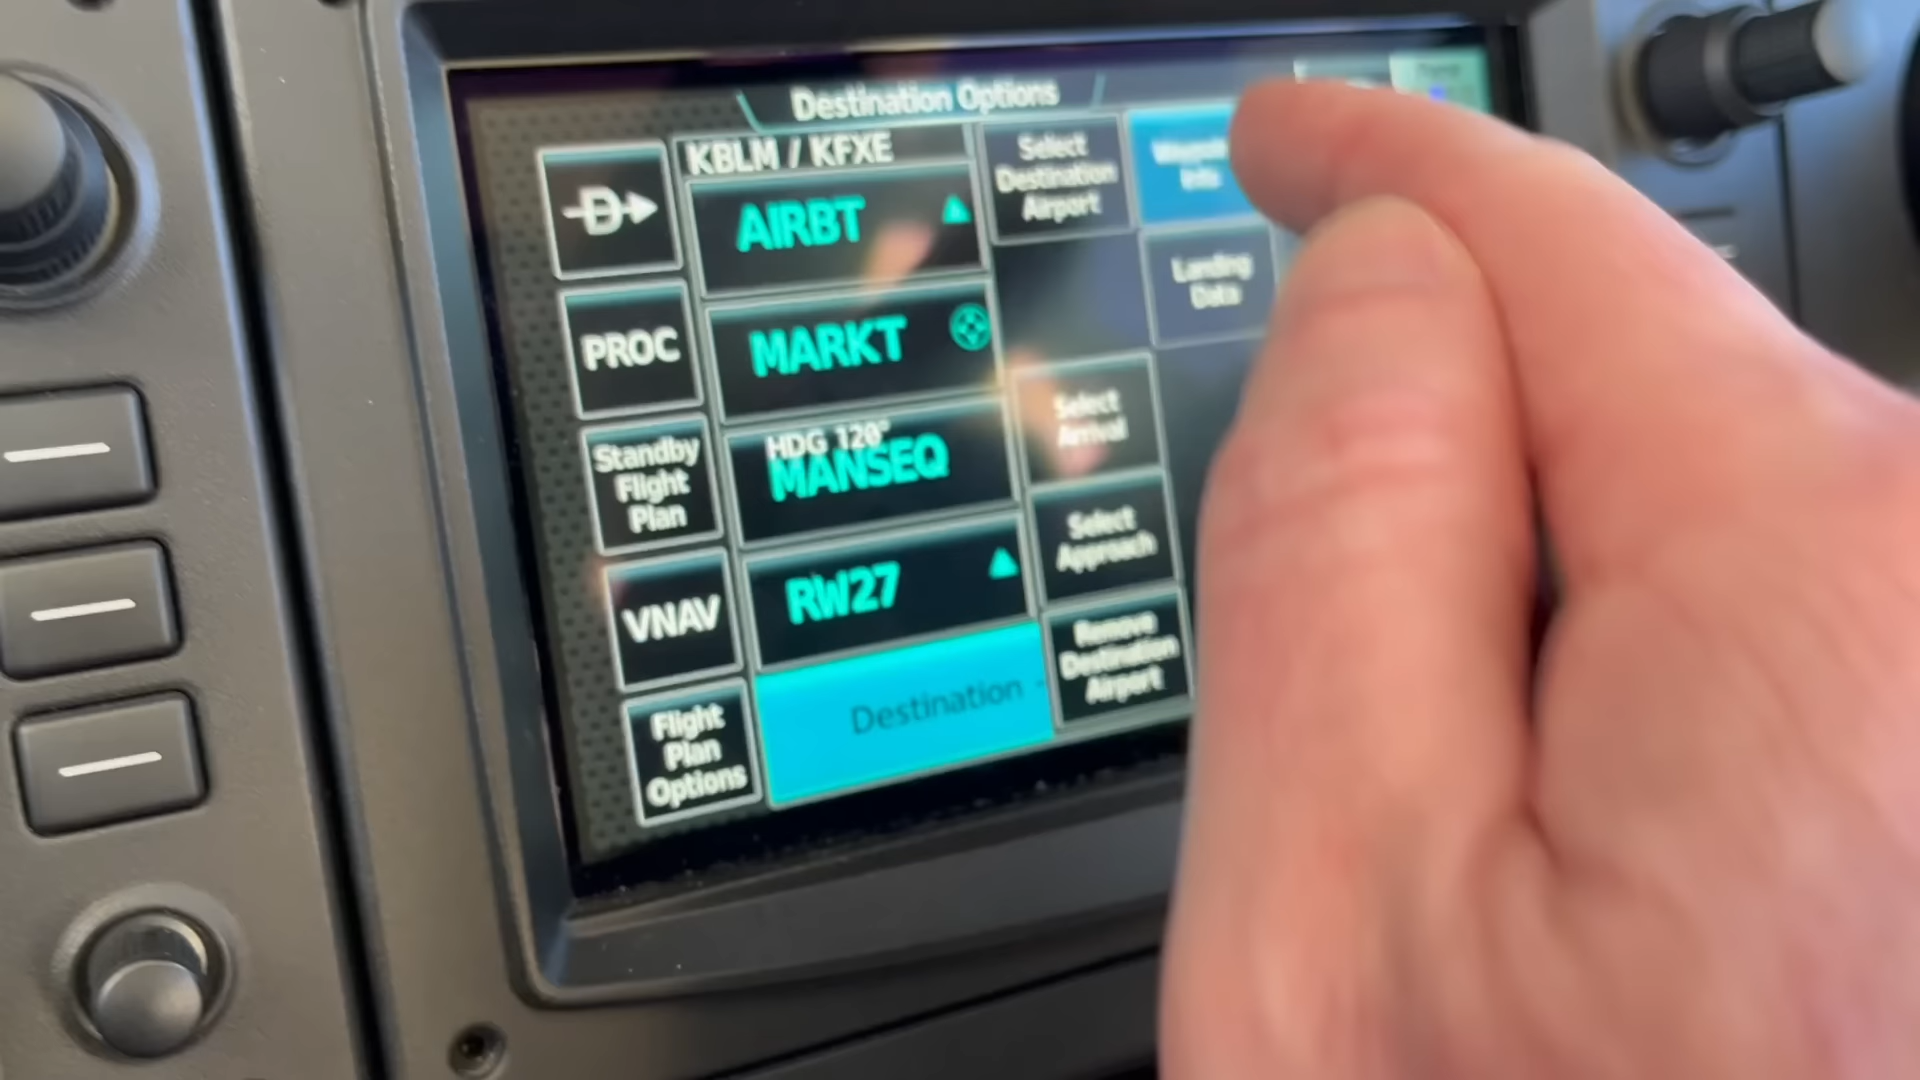 Destination Options
KBLM / KFXE
D
PROC
Standby
Flight
Plan
VNAV
Flight
Plan
Options
AIRBT
MARKT
HDG 120°
MANSEQ
RW27
Destination -
Select
Destination
Airport
Info
Landing
Data
Select
Arrival
Select
Approach
Remove
Destination
Airport